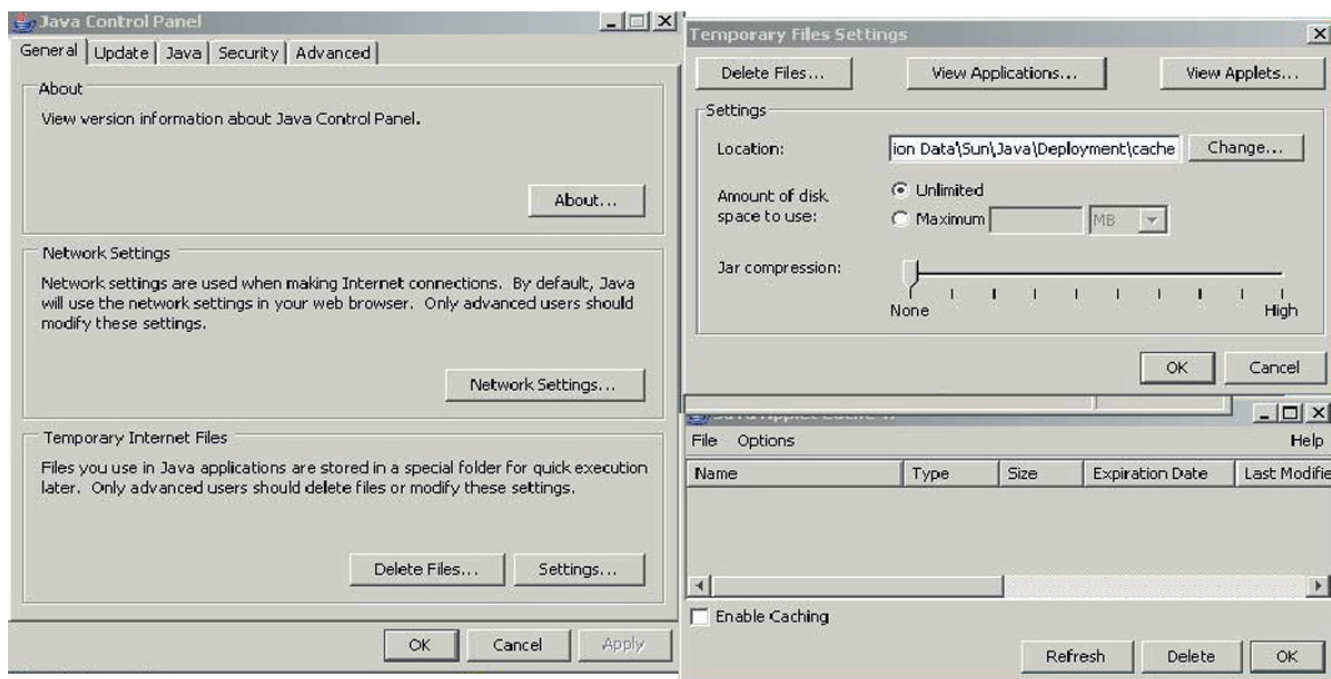 Java Control Panel
General Update Java Security Advanced
About
View version information about Java Control Panel.
About...
Network Settings
Network settings are used when making Internet connections. By default, Java
will use the network settings in your web browser. Only advanced users should
modify these settings.
Network Settings...
Temporary Internet Files
Files you use in Java applications are stored in a special folder for quick execution
later. Only advanced users should delete files or modify these settings.
Delete Files... Settings...
OK Cancel Apply
Temporary Files Settings
Delete Files... View Applications... View Applets...
Settings
Location: ion Data\Sun\Java\Deployment\cache Change...
Amount of disk
space to use:
Unlimited
Maximum MB
Jar compression:
None High
OK Cancel
Java Applet Cache
File Options Help
Name Type Size Expiration Date Last Modifie
Enable Caching
Refresh Delete OK